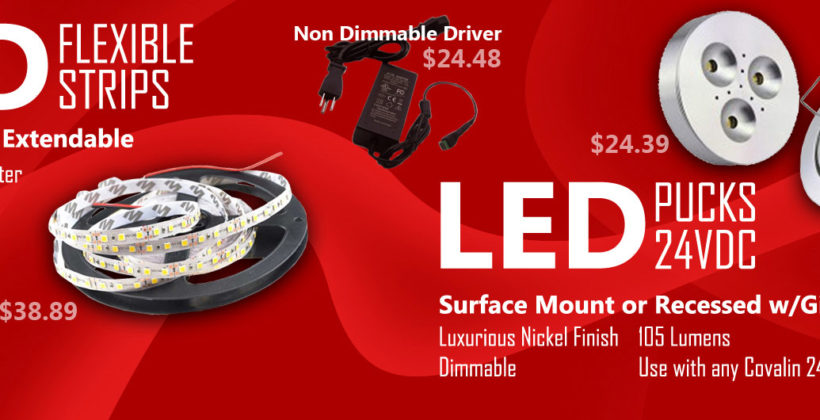 D FLEXIBLE
STRIPS
Extendable
$38.89
Non Dimmable Driver
$24.48
$24.39
LED PUCKS
24VDC
Surface Mount or Recessed w/Gi
Luxurious Nickel Finish 105 Lumens
Dimmable Use with any Covalin 24